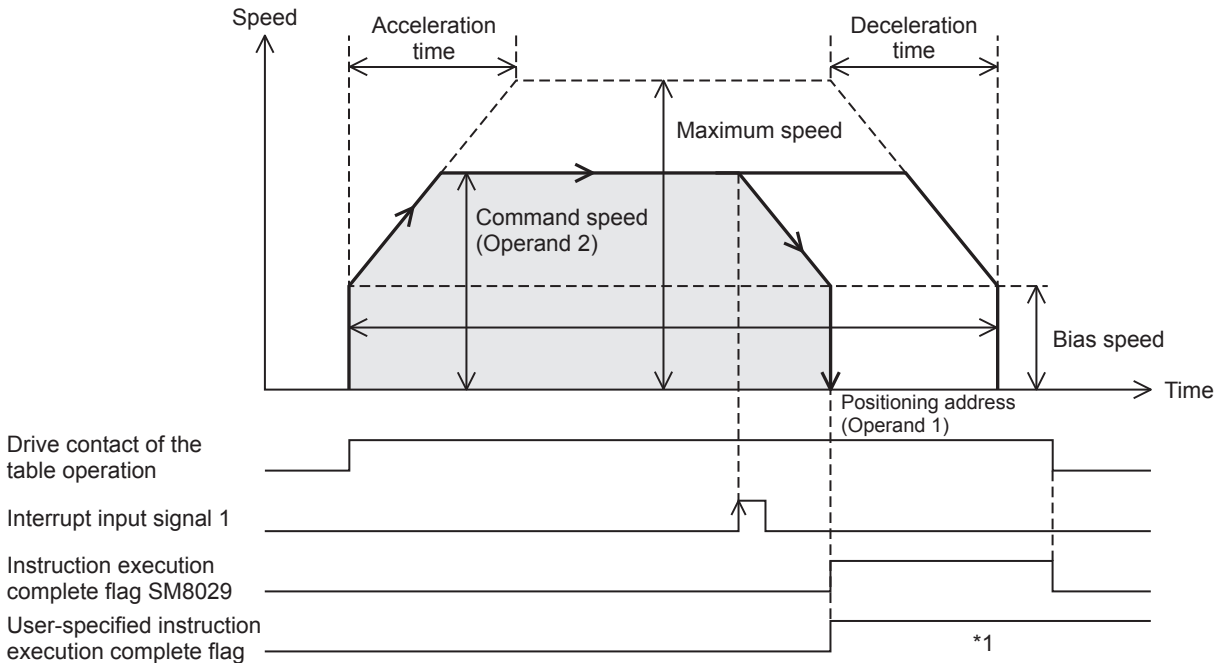 Speed
Acceleration
time
Deceleration
time
Maximum speed
Command speed
(Operand 2)
Bias speed
Time
Positioning address
(Operand 1)
Drive contact of the
table operation
Interrupt input signal 1
Instruction execution
complete flag SM8029
User-specified instruction
execution complete flag
*1